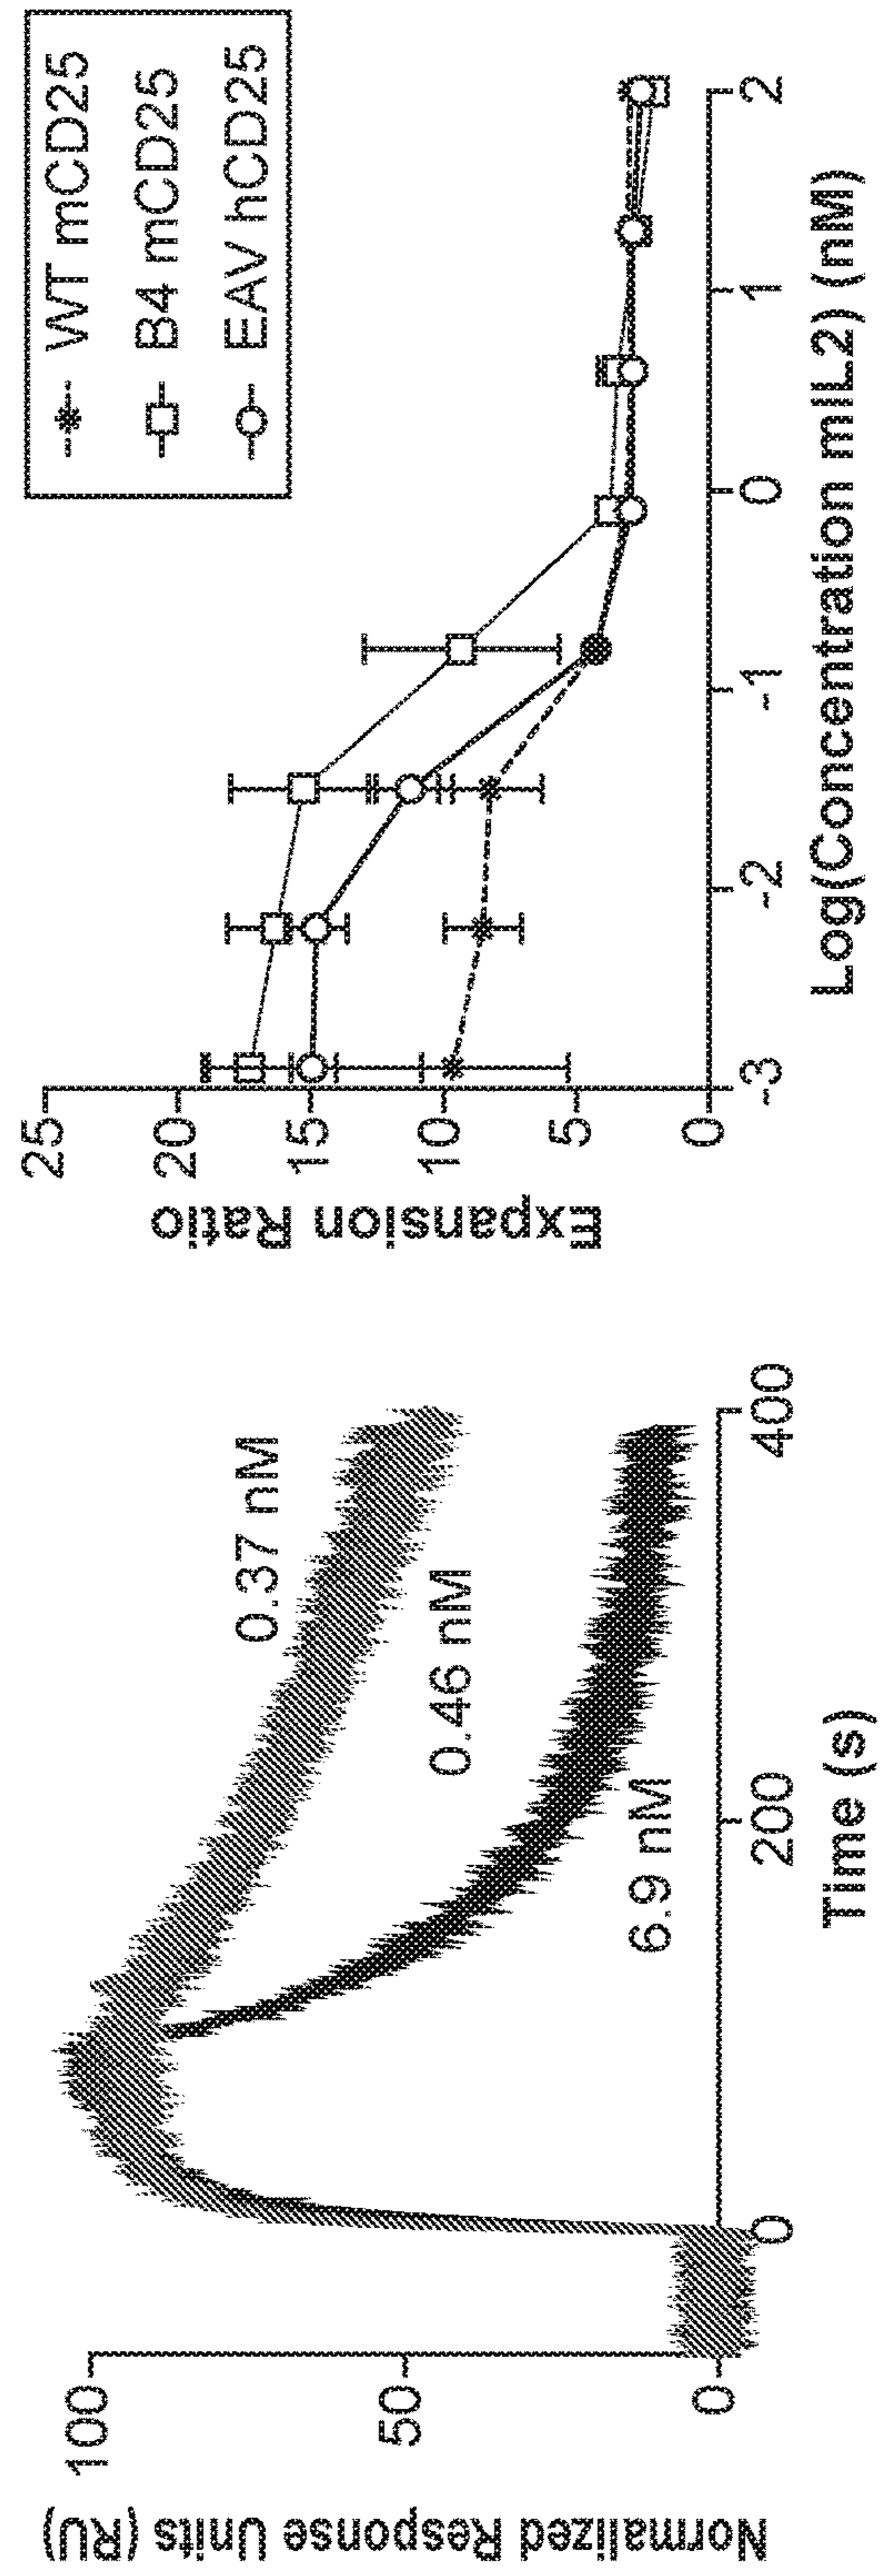 Normalized Response Units (RU)
100
50
0
0.37 nM
0.46 nM
6.9 nM
0
200
400
Time (s)
Expansion Ratio
25
20
15
10
5
0
WT mCD25
B4 mCD25
EAV hCD25
-3
-2
-1
0
1
2
Log(Concentration mIL2) (nM)